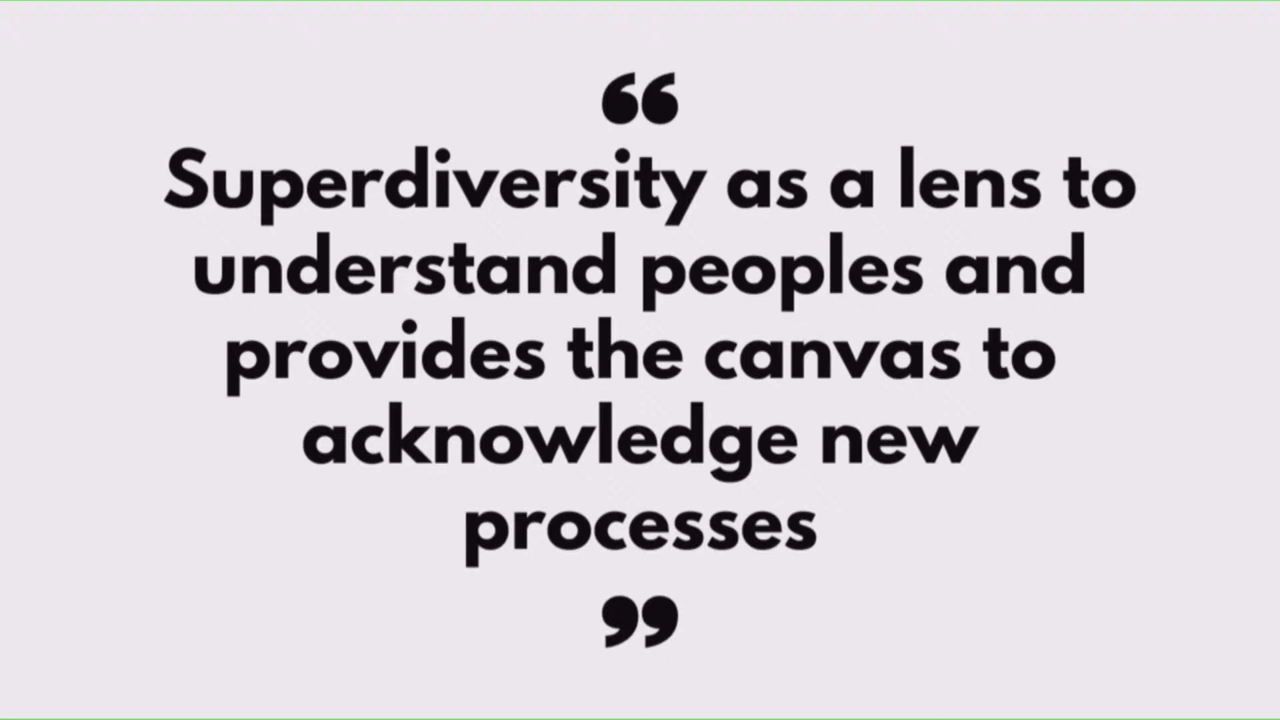 “
Superdiversity as a lens to
understand peoples and
provides the canvas to
acknowledge new
processes
”